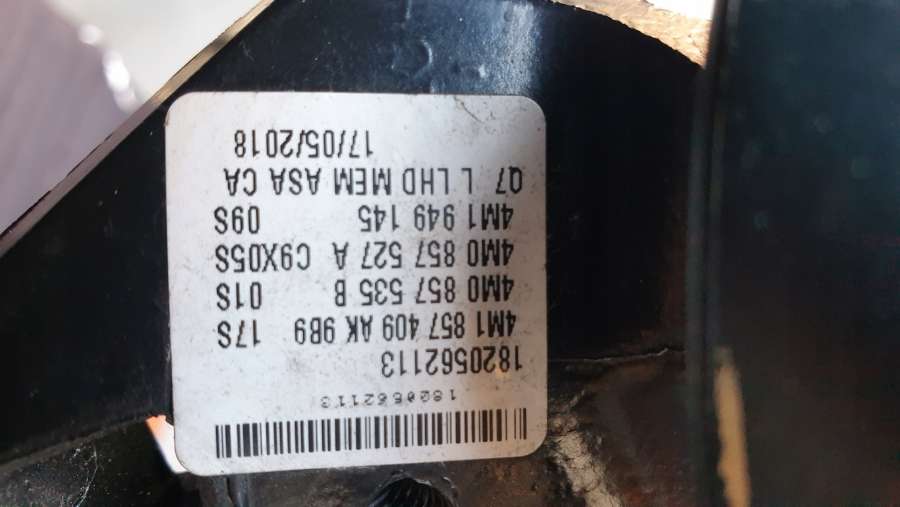 1820562113
1820562113
4M1 857 409 AK 9B9 17S
4M0 857 535 B 01S
4M0 857 527 A C9X05S
4M1 949 145 09S
Q7 L LHD MEM ASA CA
17/05/2018